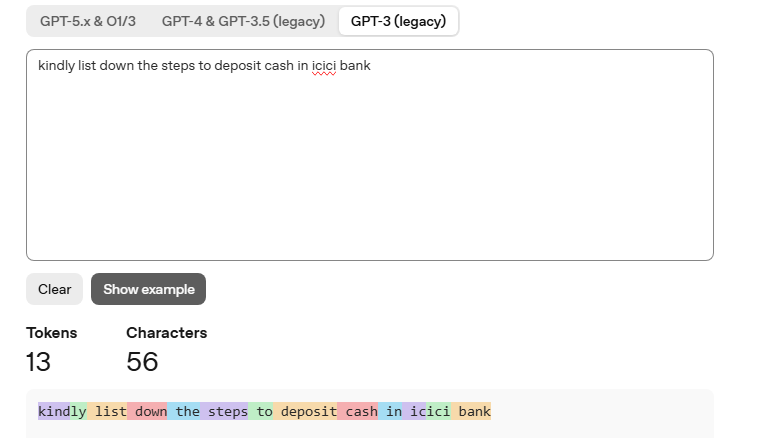 GPT-5.x & O1/3 GPT-4 & GPT-3.5 (legacy) GPT-3 (legacy)
kindly list down the steps to deposit cash in icici bank
Clear Show example
Tokens Characters
13 56
kindly list down the steps to deposit cash in icici bank